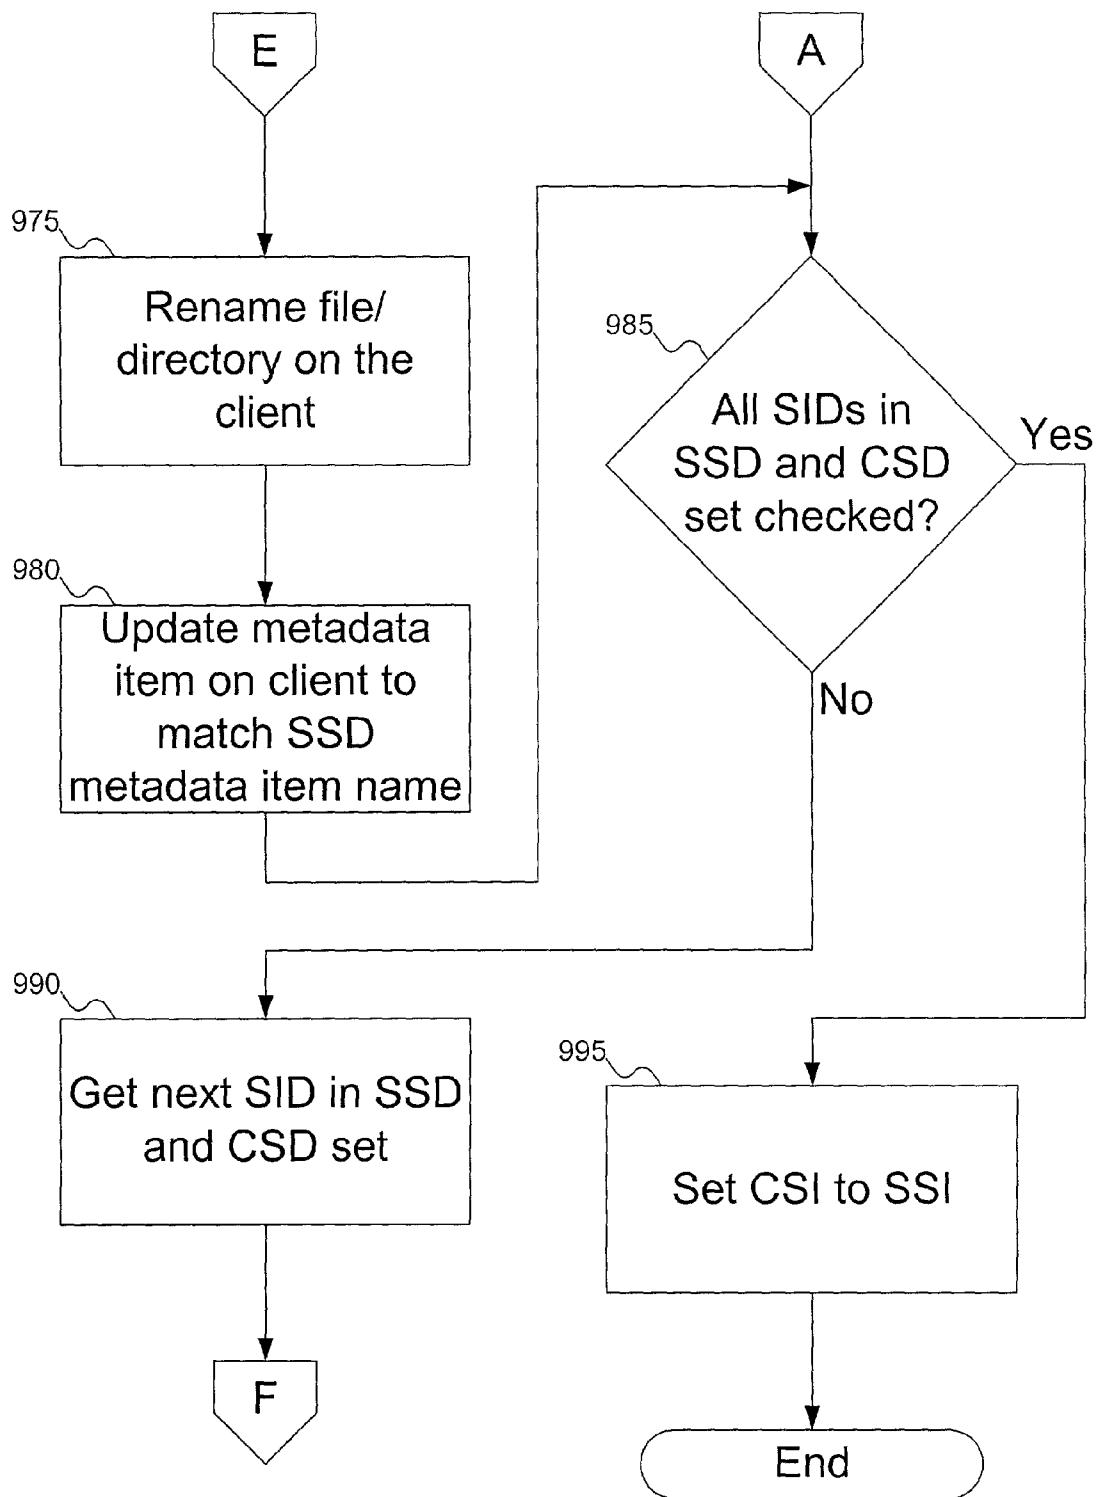 E
A
975
Rename file/
directory on the
client
985
All SIDs in
SSD and CSD
set checked?
Yes
No
980
Update metadata
item on client to
match SSD
metadata item name
990
Get next SID in SSD
and CSD set
995
Set CSI to SSI
F
End